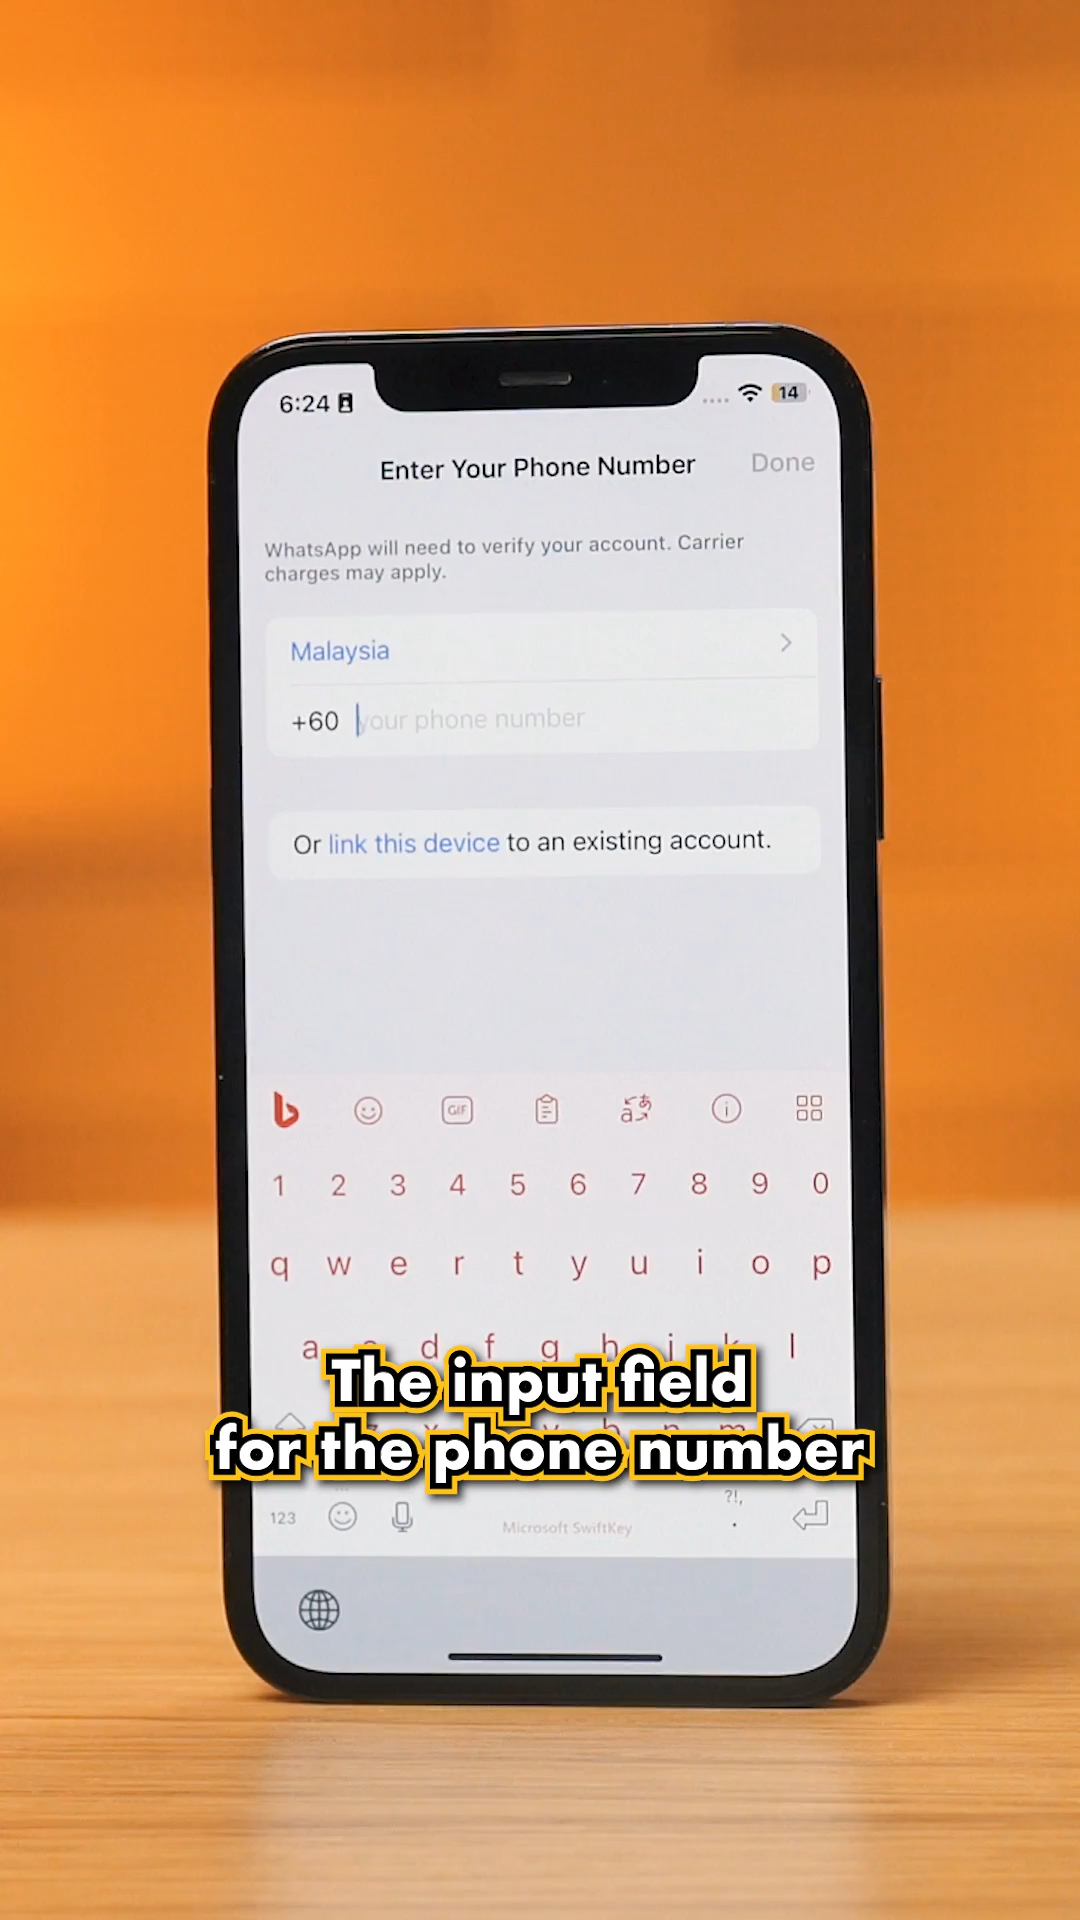 6:24
14
Enter Your Phone Number
Done
WhatsApp will need to verify your account. Carrier
charges may apply.
Malaysia
+60 your phone number
Or link this device to an existing account.
GIF
1 2 3 4 5 6 7 8 9 0
q w e r t y u i o p
a d f g h j k l
The input field
for the phone number
?!,
123
Microsoft SwiftKey
.